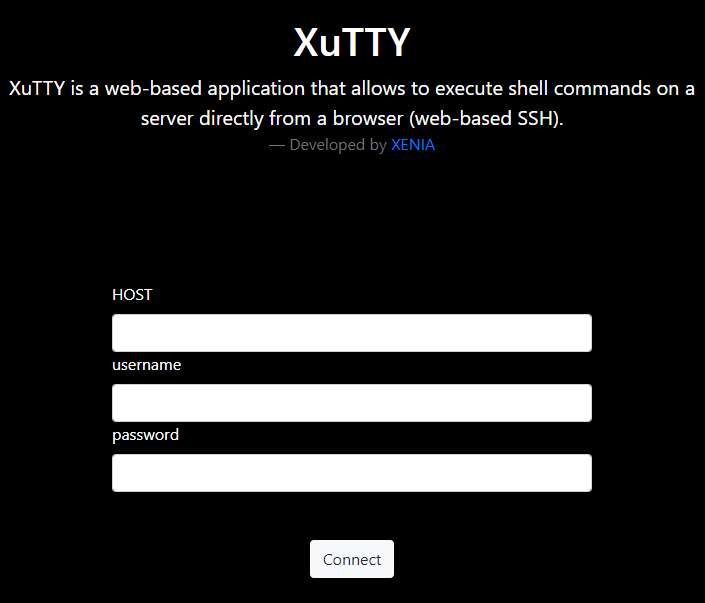 XuTTY
XuTTY is a web-based application that allows to execute shell commands on a
server directly from a browser (web-based SSH).
— Developed by XENIA
HOST
username
password
Connect